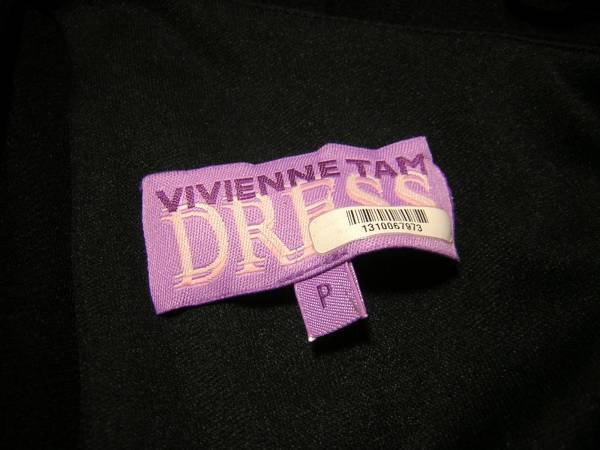 VIVIENNE TAM
DRESS
1310067973
P